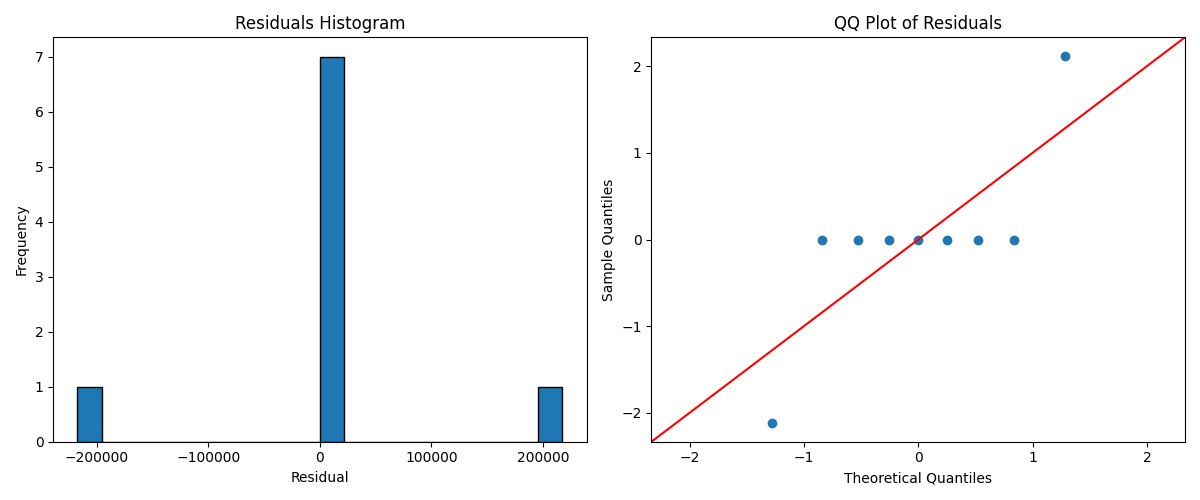 Residuals Histogram
7
6
5
4
3
2
1
0
Frequency
−200000 −100000 0 100000 200000
Residual
QQ Plot of Residuals
2
1
0
−1
−2
Sample Quantiles
−2 −1 0 1 2
Theoretical Quantiles